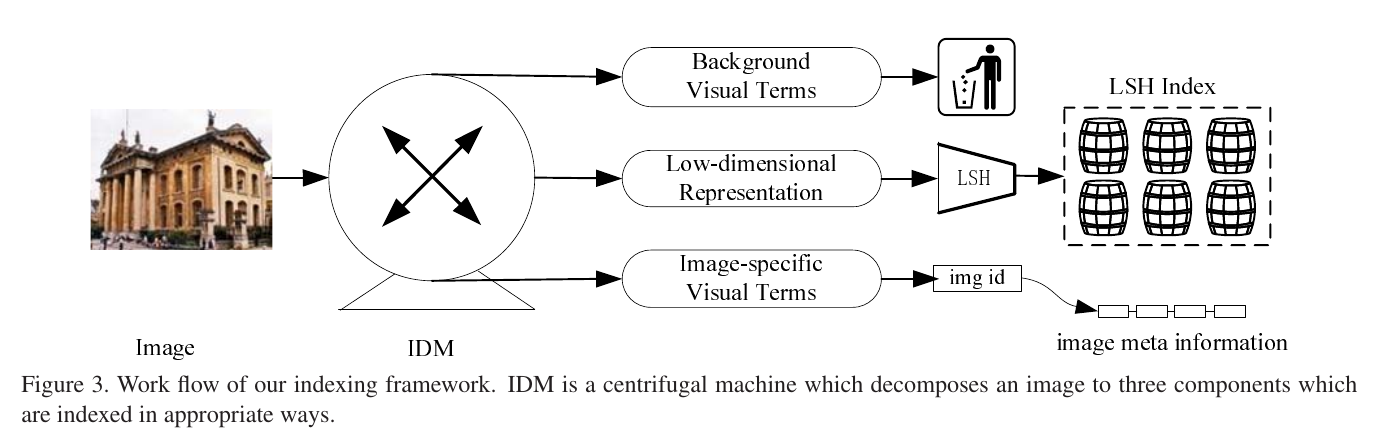 Background
Visual Terms
LSH Index
Low-dimensional
Representation
LSH
Image-specific
Visual Terms
img id
image meta information
Image
IDM
Figure 3. Work flow of our indexing framework. IDM is a centrifugal machine which decomposes an image to three components which
are indexed in appropriate ways.